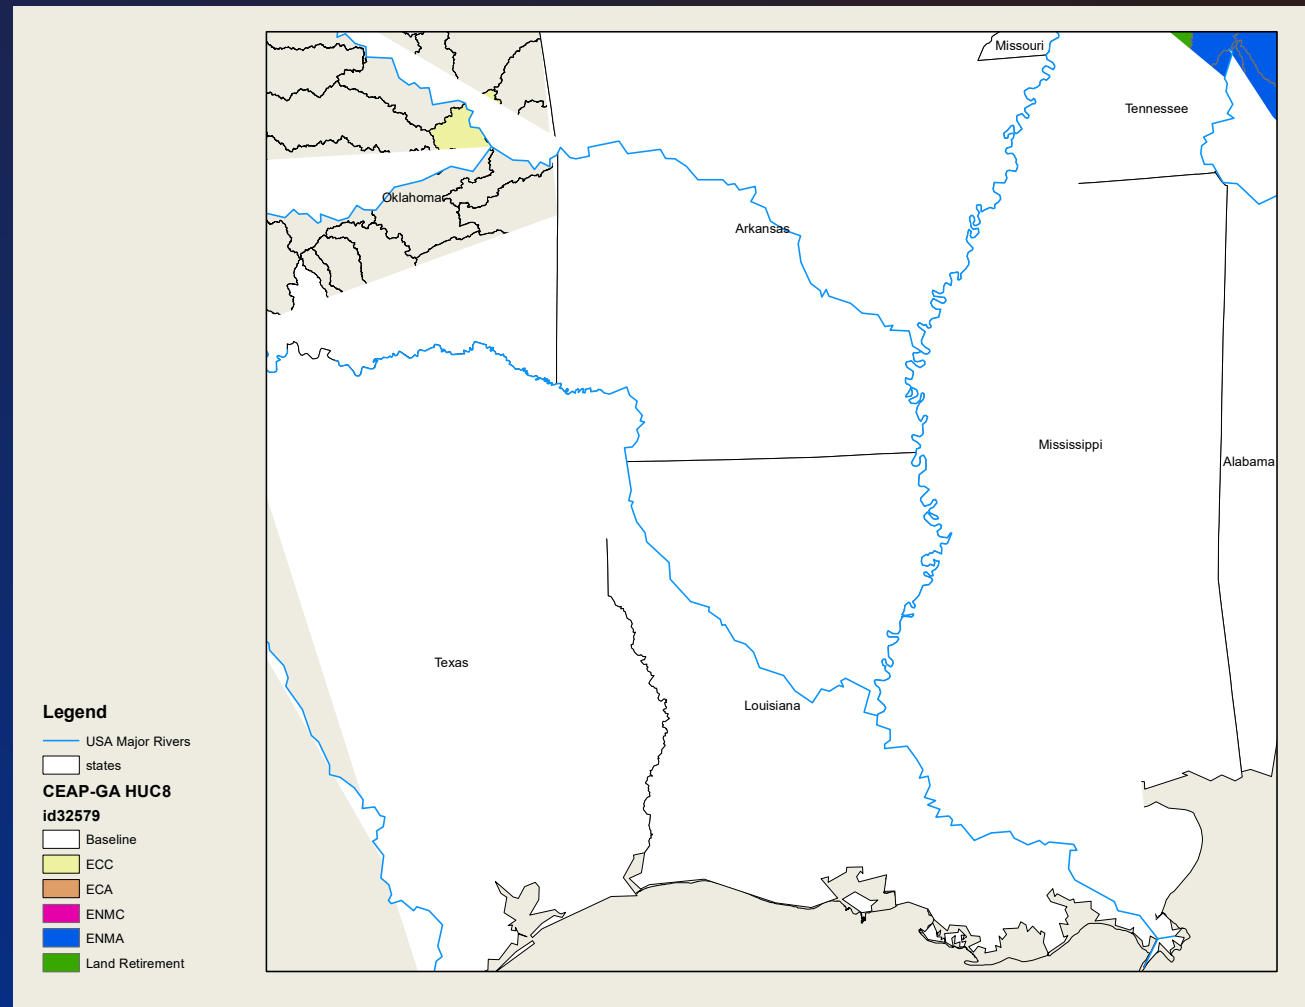 Missouri
Tennessee
Oklahoma
Arkansas
Mississippi
Alabama
Texas
Louisiana
Legend
USA Major Rivers
states
CEAP-GA HUC8
id32579
Baseline
ECC
ECA
ENMC
ENMA
Land Retirement